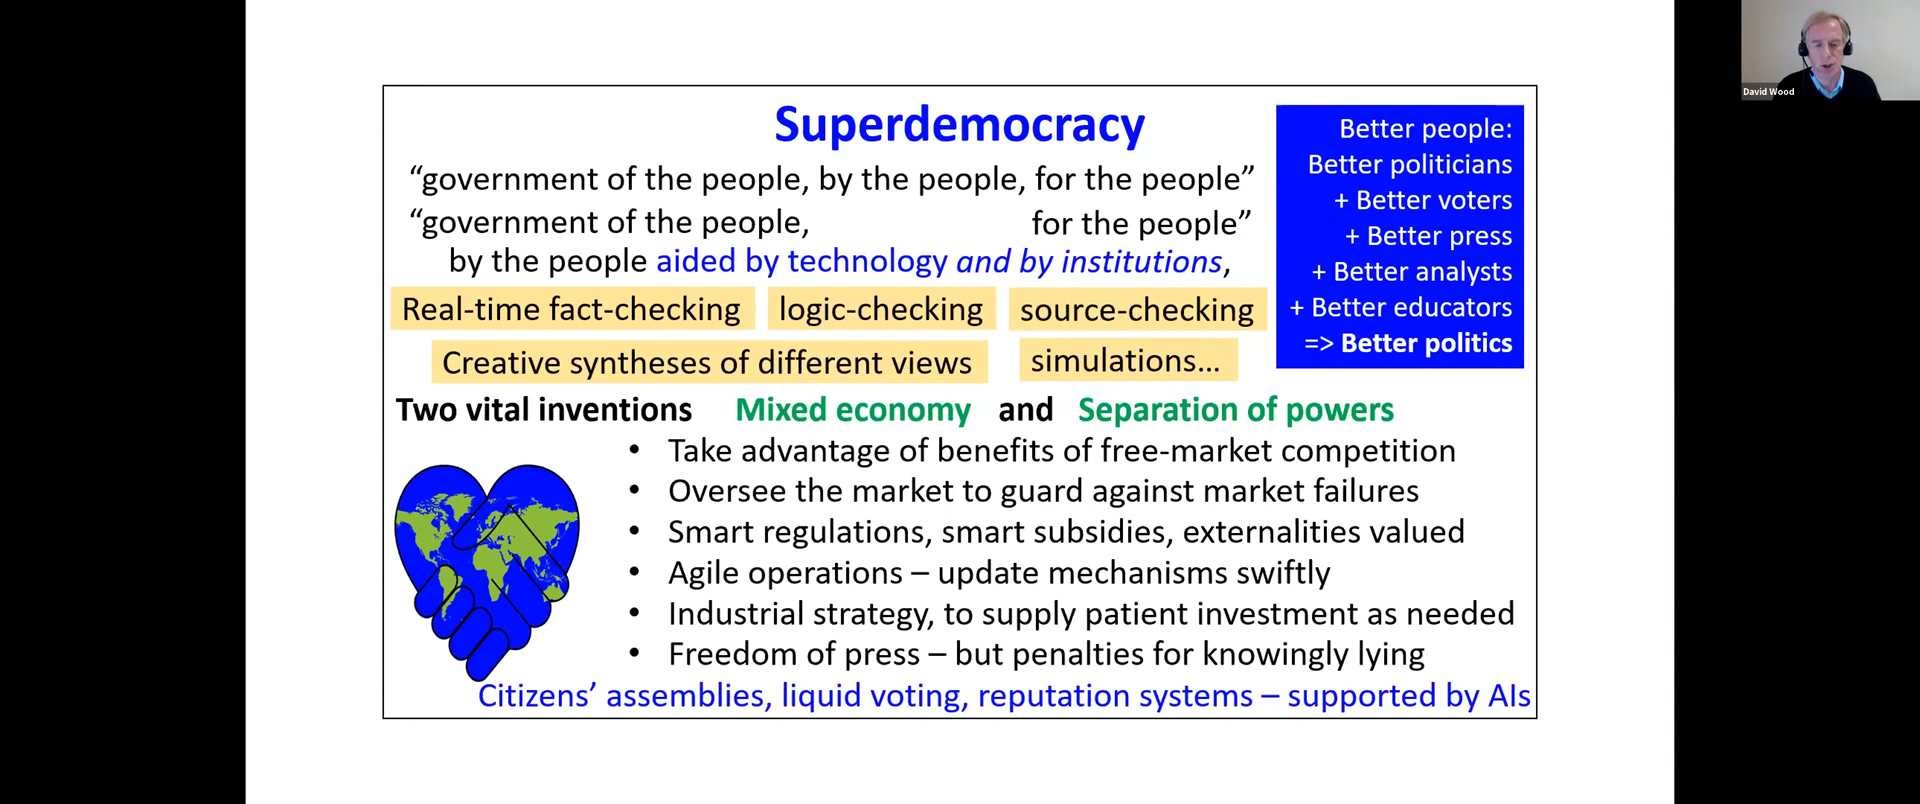 Superdemocracy
“government of the people, by the people, for the people”
“government of the people, for the people”
by the people aided by technology and by institutions,
Real-time fact-checking
logic-checking
source-checking
Creative syntheses of different views
simulations...
Better people:
Better politicians
+ Better voters
+ Better press
+ Better analysts
+ Better educators
=> Better politics
Two vital inventions Mixed economy and Separation of powers
• Take advantage of benefits of free-market competition
• Oversee the market to guard against market failures
• Smart regulations, smart subsidies, externalities valued
• Agile operations – update mechanisms swiftly
• Industrial strategy, to supply patient investment as needed
• Freedom of press – but penalties for knowingly lying
Citizens’ assemblies, liquid voting, reputation systems – supported by AIs
David Wood